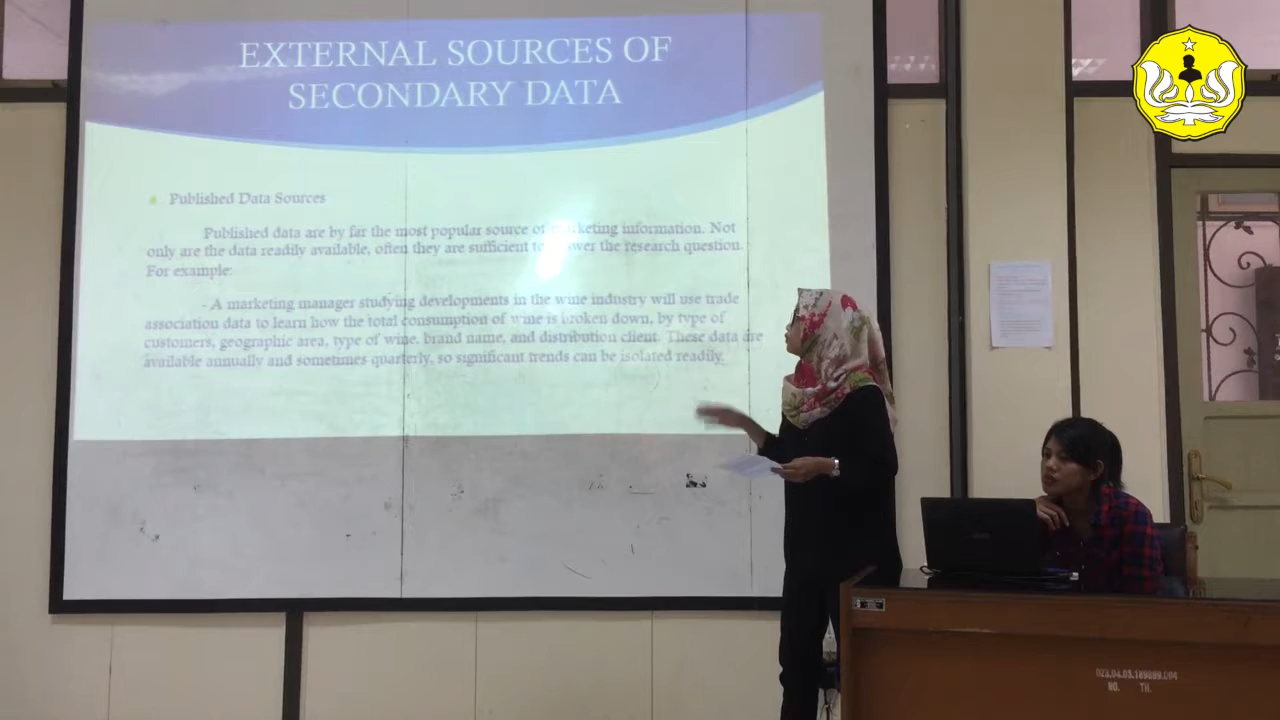 EXTERNAL SOURCES OF
SECONDARY DATA
Published Data Sources
Published data are by far the most popular source of marketing information. Not
only are the data readily available, often they are sufficient to answer the research question.
For example:
- A marketing manager studying developments in the wine industry will use trade
association data to learn how the total consumption of wine is broken down, by type of
customers, geographic area, type of wine, brand name, and distribution client. These data are
available annually and sometimes quarterly, so significant trends can be isolated readily.
NO. TH.